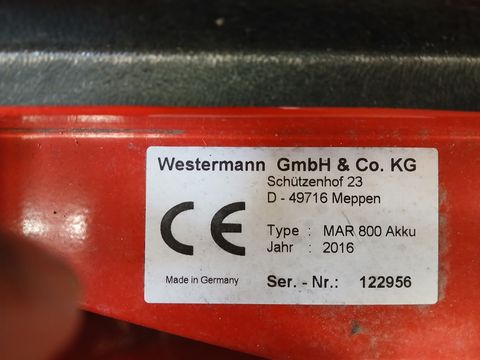 Westermann GmbH & Co. KG
Schützenhof 23
D - 49716 Meppen
CE
Type : MAR 800 Akku
Jahr : 2016
Made in Germany
Ser. - Nr.: 122956